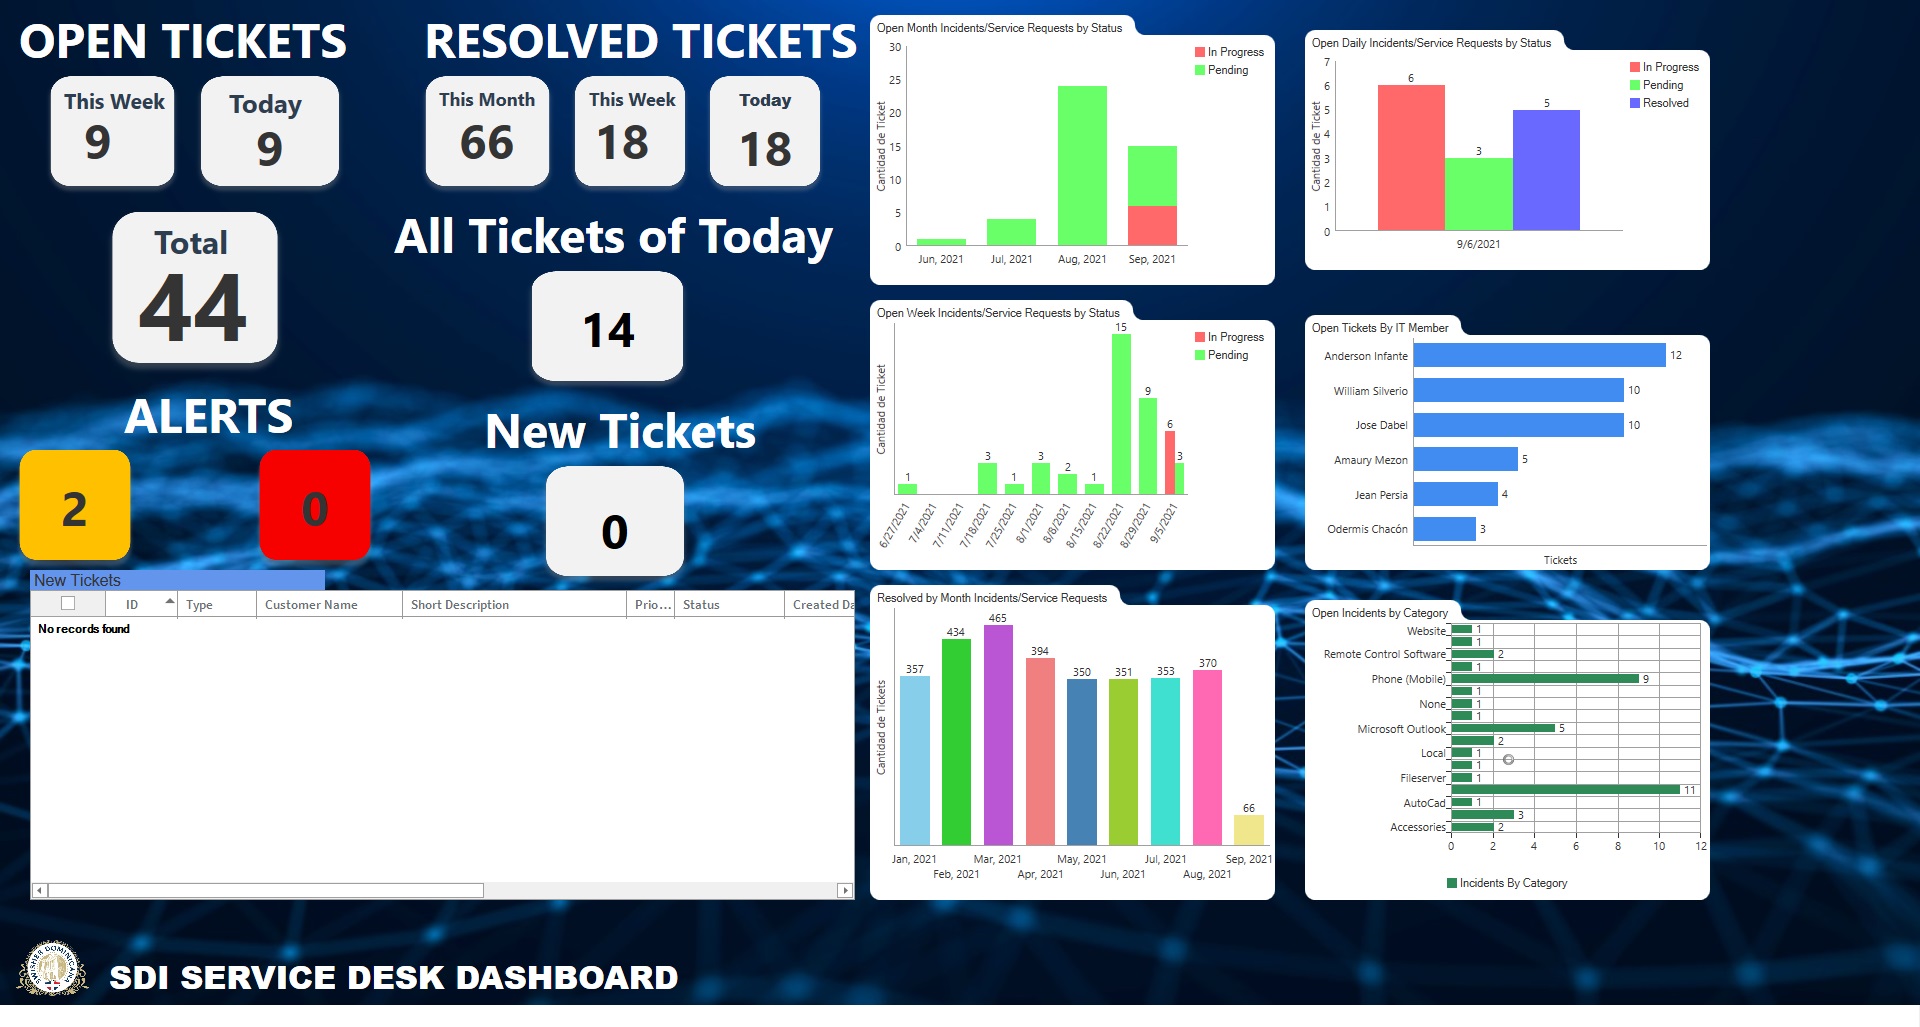 OPEN TICKETS
This Week
9
Today
9
Total
44
RESOLVED TICKETS
This Month
66
This Week
18
Today
18
All Tickets of Today
14
ALERTS
2
0
New Tickets
0
New Tickets
ID Type Customer Name Short Description Prio... Status Created Da
No records found
Open Month Incidents/Service Requests by Status
In Progress
Pending
Cantidad de Ticket
30
25
20
15
10
5
0
Jun, 2021 Jul, 2021 Aug, 2021 Sep, 2021
Open Daily Incidents/Service Requests by Status
In Progress
Pending
Resolved
Cantidad de Ticket
7
6
5
4
3
2
1
0
6 3 5
9/6/2021
Open Week Incidents/Service Requests by Status
In Progress
Pending
Cantidad de Ticket
1 3 1 3 2 1 15 9 6 3
6/27/2021 7/4/2021 7/11/2021 7/18/2021 7/25/2021 8/1/2021 8/8/2021 8/15/2021 8/22/2021 8/29/2021 9/5/2021
Open Tickets By IT Member
Anderson Infante 12
William Silverio 10
Jose Dabel 10
Amaury Mezon 5
Jean Persia 4
Odermis Chacón 3
Tickets
Resolved by Month Incidents/Service Requests
Cantidad de Tickets
357 434 465 394 350 351 353 370 66
Jan, 2021 Feb, 2021 Mar, 2021 Apr, 2021 May, 2021 Jun, 2021 Jul, 2021 Aug, 2021 Sep, 2021
Open Incidents by Category
Website 1
1
Remote Control Software 2
1
Phone (Mobile) 9
1
None 1
1
Microsoft Outlook 5
2
Local 1
1
Fileserver 1
11
AutoCad 1
3
Accessories 2
0 2 4 6 8 10 12
Incidents By Category
SWISHER DOMINICANA
SDI SERVICE DESK DASHBOARD